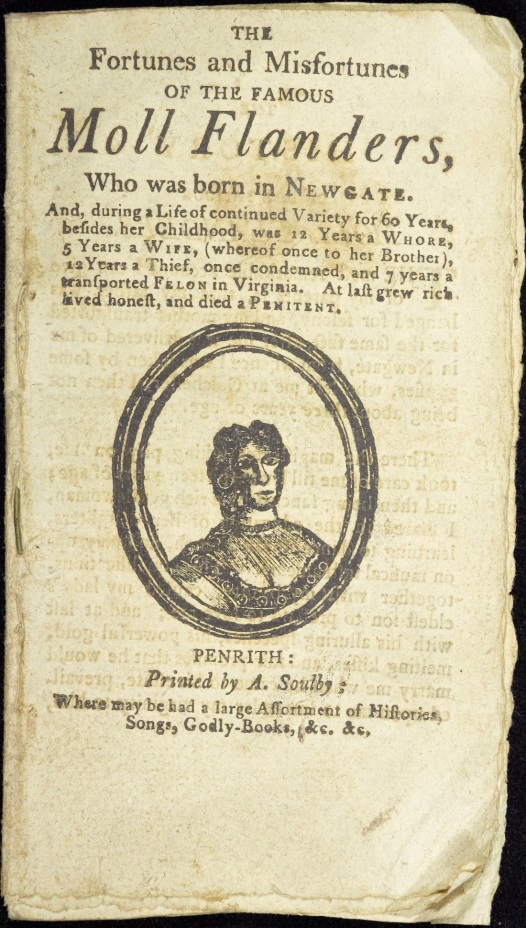 THE
Fortunes and Misfortunes
OF THE FAMOUS
Moll Flanders,
Who was born in NEWGATE.
And, during a Life of continued Variety for 60 Years,
beſides her Childhood, was 12 Years a WHORE,
5 Years a WIFE, (whereof once to her Brother),
12 Years a Thief, once condemned, and 7 years a
tranſported FELON in Virginia. At laſt grew rich
lived honeſt, and died a PENITENT.
PENRITH:
Printed by A. Soulby;
Where may be had a large Aſſortment of Hiſtories,
Songs, Godly-Books, &c. &c,